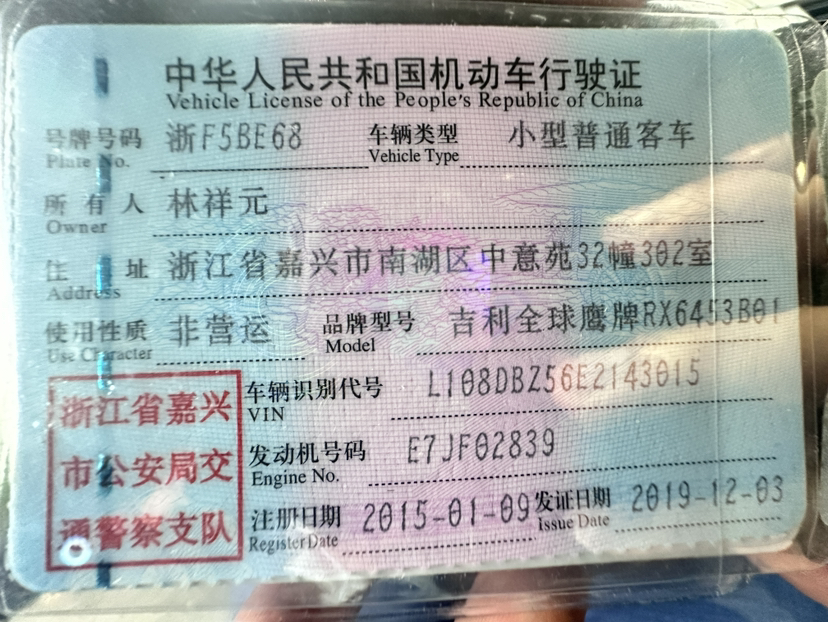 中华人民共和国机动车行驶证
Vehicle License of the People's Republic of China
号牌号码 浙F5BE68 车辆类型 小型普通客车
Plate No. Vehicle Type
所有人 林祥元
Owner
住址 浙江省嘉兴市南湖区中意苑32幢302室
Address
使用性质 非营运 品牌型号 吉利全球鹰牌RX6453B01
Use Character Model
车辆识别代号 L108DBZ56E2143015
VIN
发动机号码 E7JF02839
Engine No.
注册日期 2015-01-09 发证日期 2019-12-03
Register Date Issue Date
浙江省嘉兴
市公安局交
通警察支队